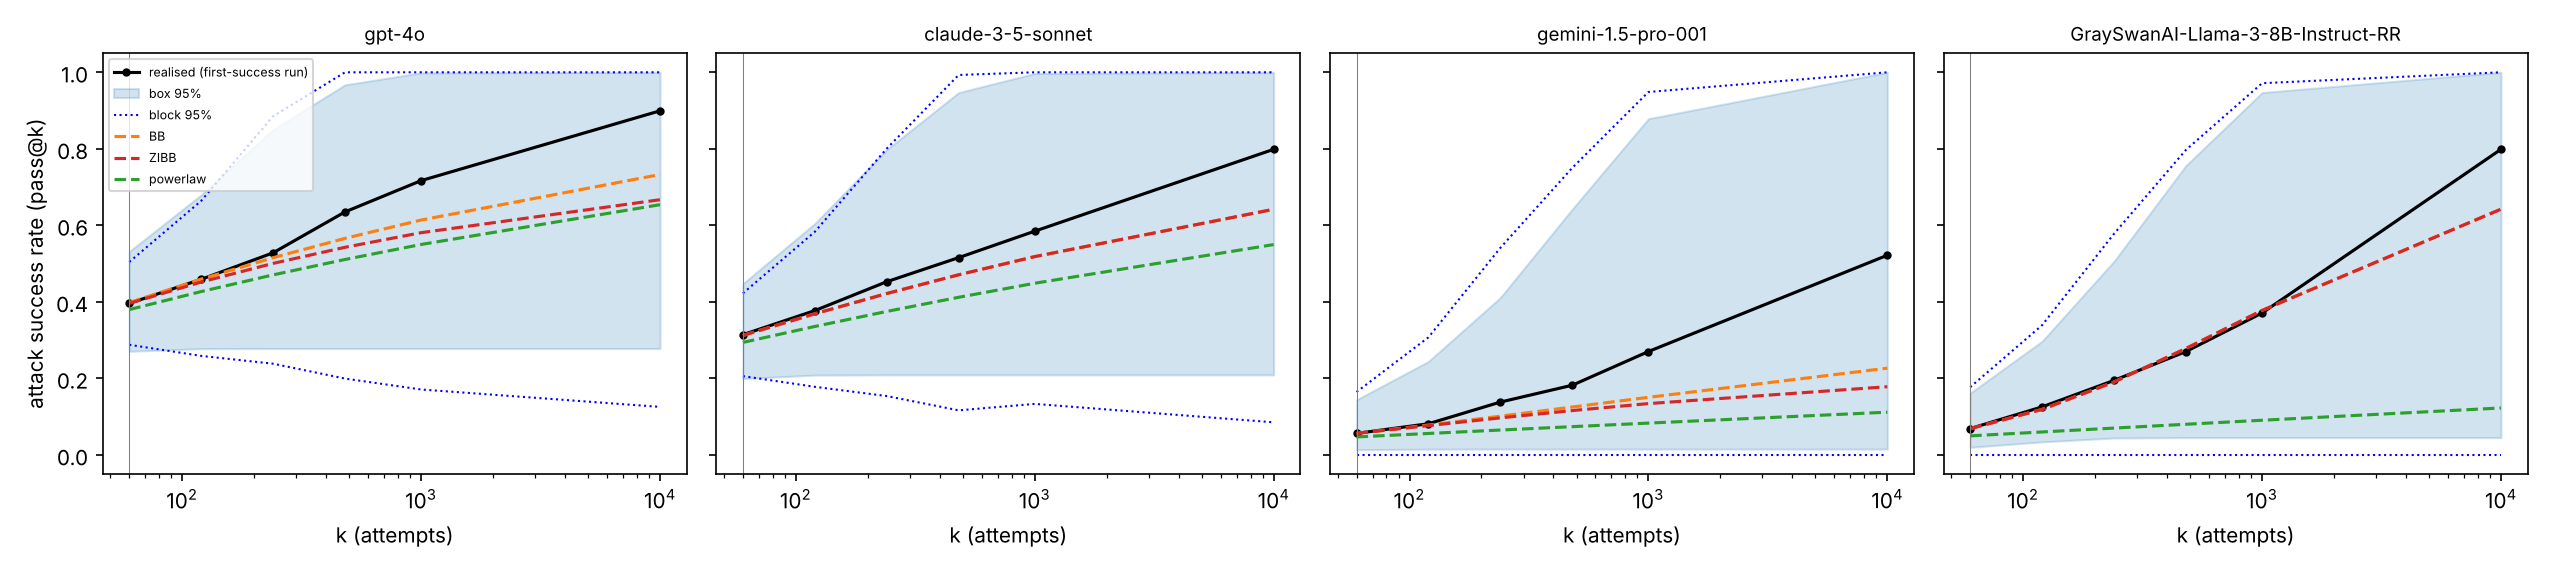 gpt-4o
claude-3-5-sonnet
gemini-1.5-pro-001
GraySwanAI-Llama-3-8B-Instruct-RR
attack success rate (pass@k)
1.0
0.8
0.6
0.4
0.2
0.0
realised (first-success run)
box 95%
block 95%
BB
ZIBB
powerlaw
10²
10³
10⁴
10²
10³
10⁴
10²
10³
10⁴
10²
10³
10⁴
k (attempts)
k (attempts)
k (attempts)
k (attempts)